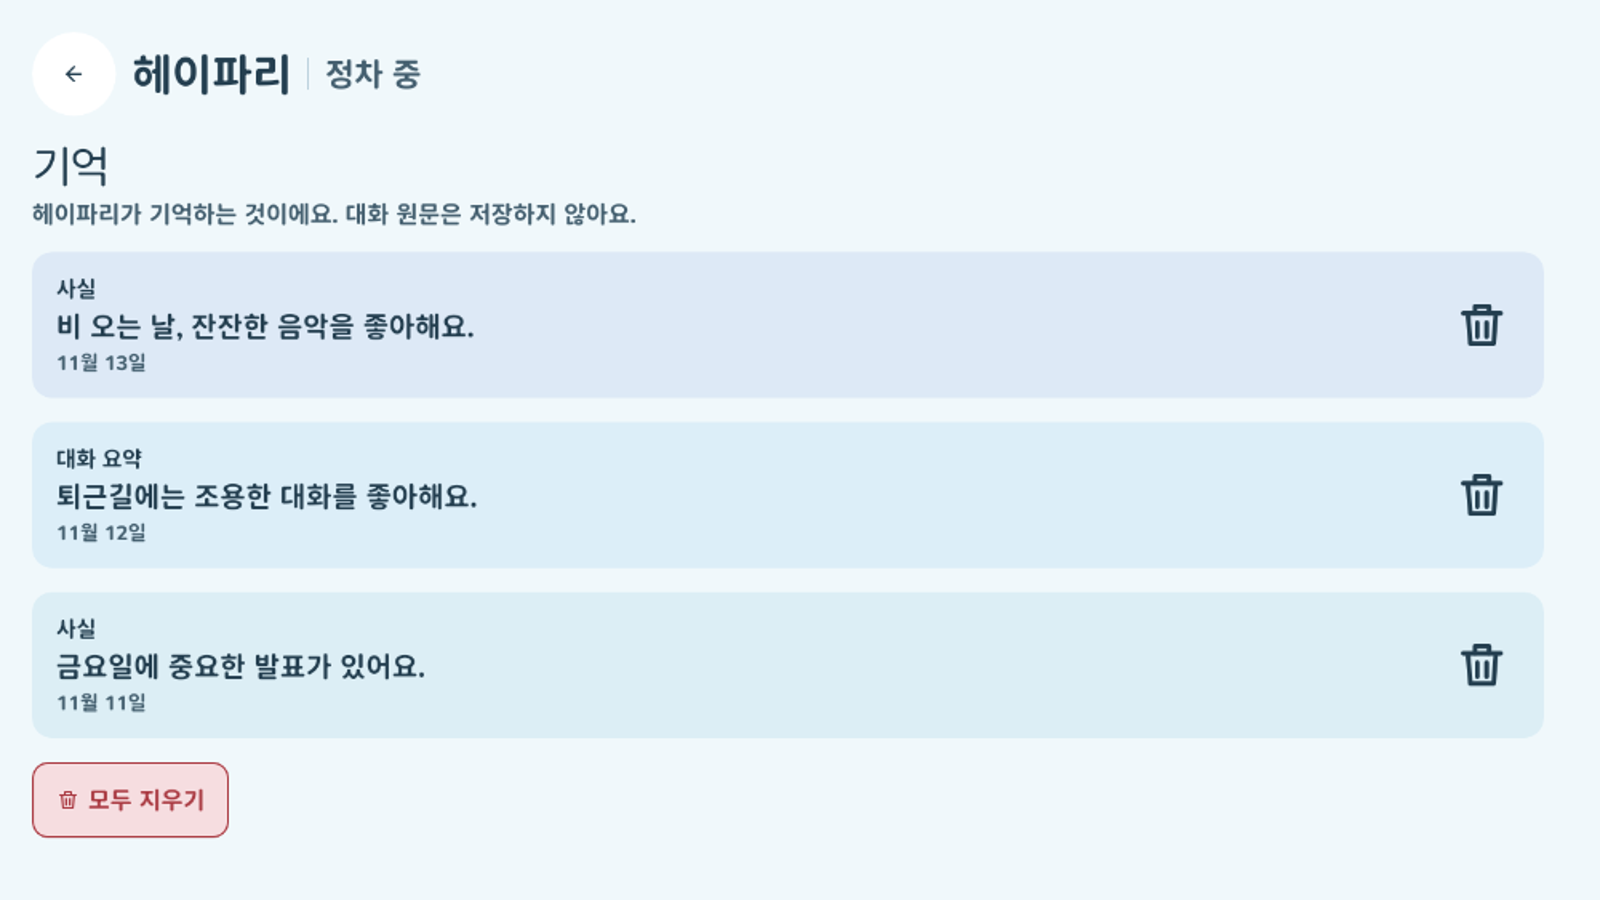 헤이파리 정차 중
기억
헤이파리가 기억하는 것이에요. 대화 원문은 저장하지 않아요.
사실
비 오는 날, 잔잔한 음악을 좋아해요.
11월 13일
대화 요약
퇴근길에는 조용한 대화를 좋아해요.
11월 12일
사실
금요일에 중요한 발표가 있어요.
11월 11일
모두 지우기